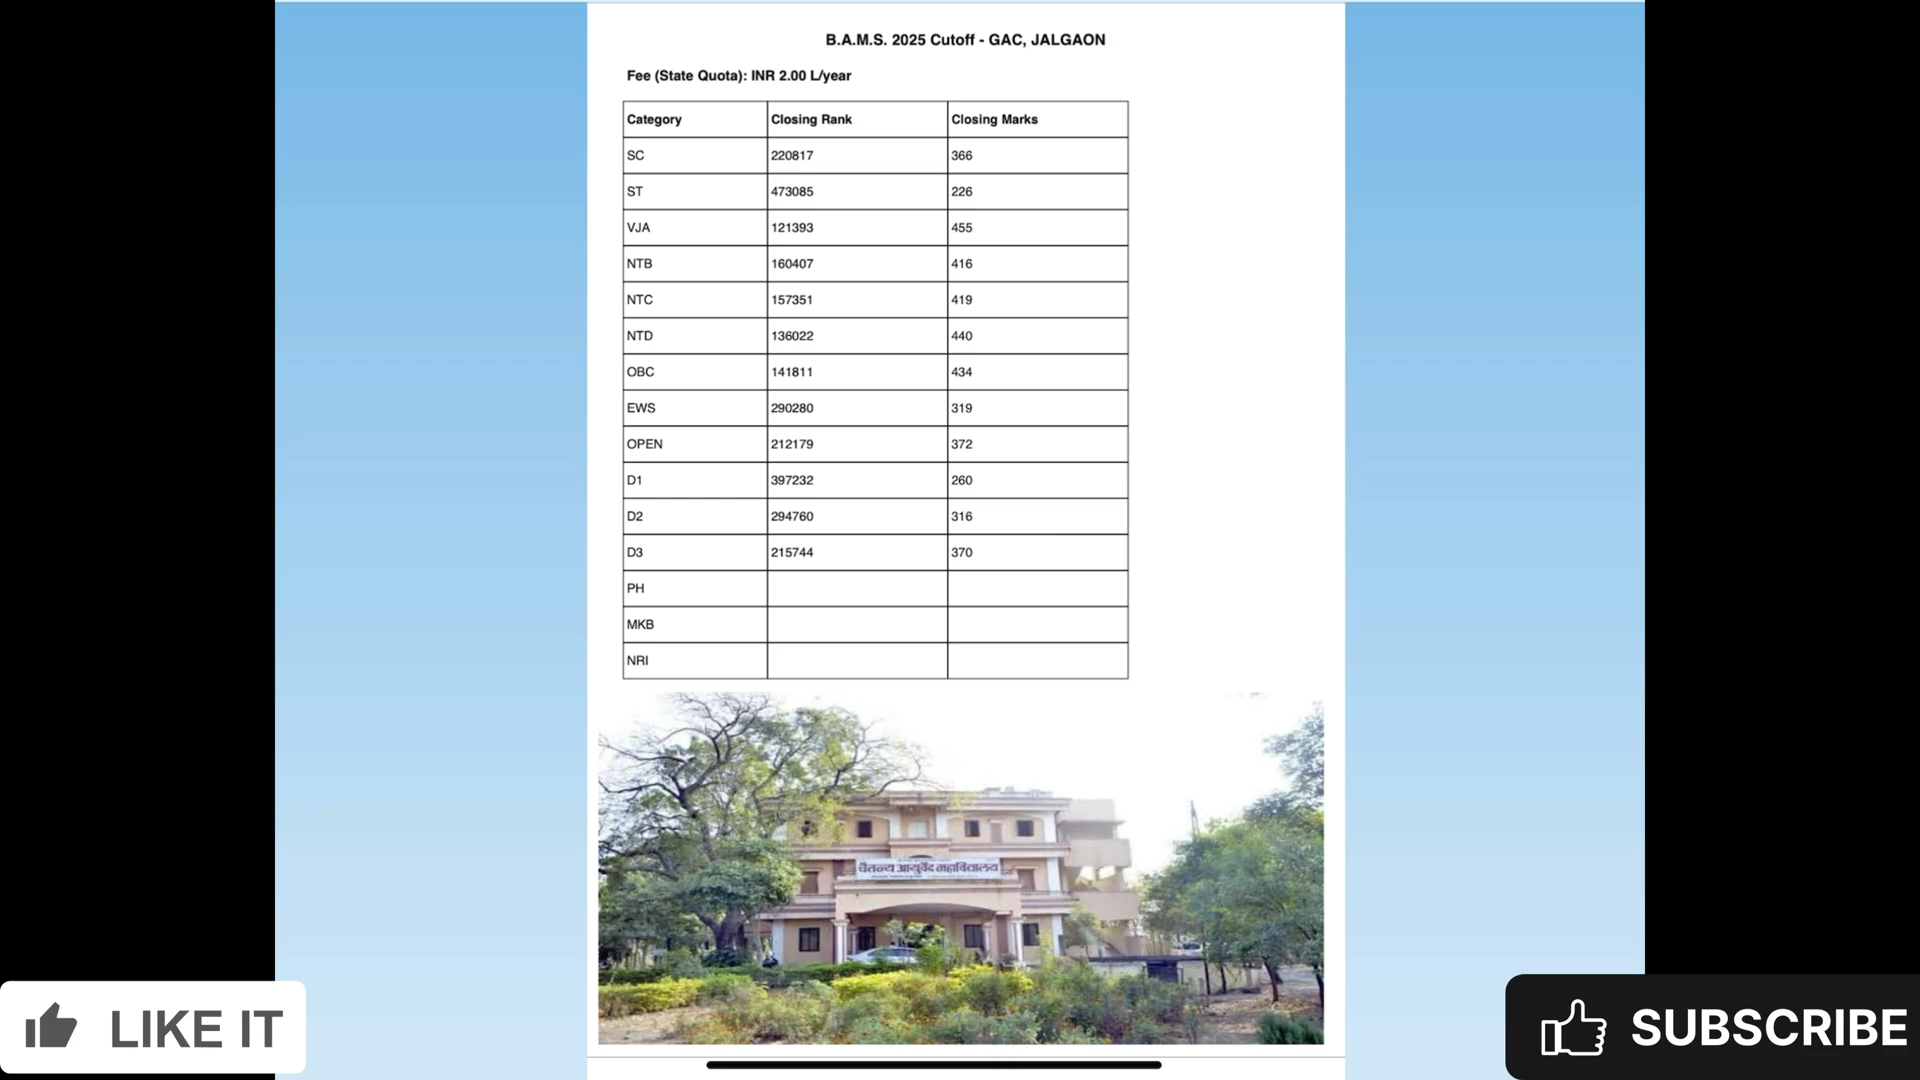 B.A.M.S. 2025 Cutoff - GAC, JALGAON
Fee (State Quota): INR 2.00 L/year
Category Closing Rank Closing Marks
SC 220817 366
ST 473085 226
VJA 121393 455
NTB 160407 416
NTC 157351 419
NTD 136022 440
OBC 141811 434
EWS 290280 319
OPEN 212179 372
D1 397232 260
D2 294760 316
D3 215744 370
PH
MKB
NRI
चैतन्य आयुर्वेद महाविद्यालय
LIKE IT
SUBSCRIBE